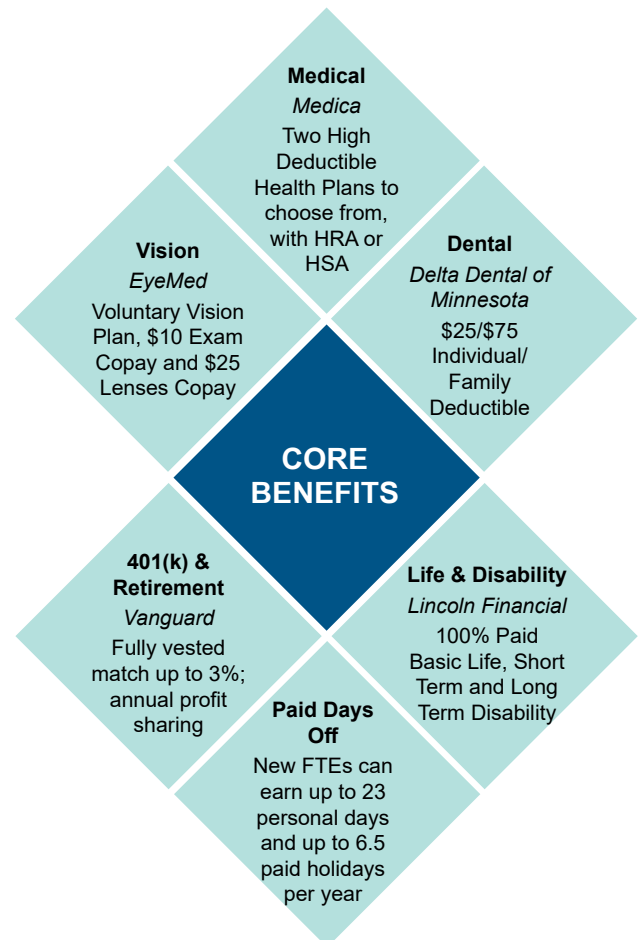 Medical
Medica
Two High
Deductible
Health Plans to
choose from,
with HRA or
HSA
Vision
EyeMed
Voluntary Vision
Plan, $10 Exam
Copay and $25
Lenses Copay
Dental
Delta Dental of
Minnesota
$25/$75
Individual/
Family
Deductible
CORE
BENEFITS
401(k) &
Retirement
Vanguard
Fully vested
match up to 3%;
annual profit
sharing
Life & Disability
Lincoln Financial
100% Paid
Basic Life, Short
Term and Long
Term Disability
Paid Days
Off
New FTEs can
earn up to 23
personal days
and up to 6.5
paid holidays
per year